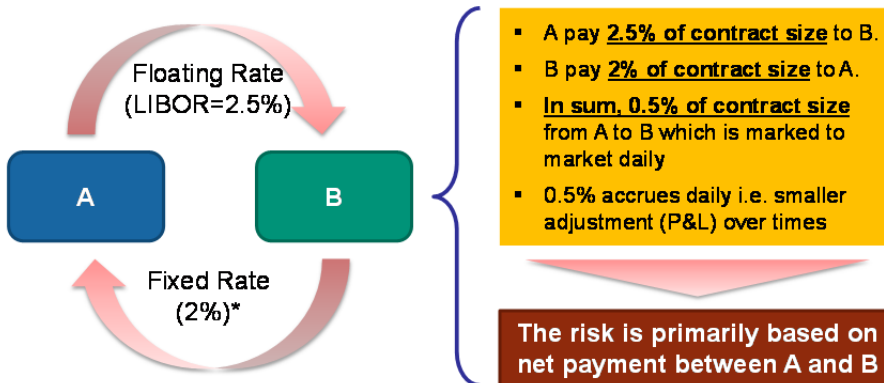 Floating Rate
(LIBOR=2.5%)
A
B
Fixed Rate
(2%)*
▪ A pay 2.5% of contract size to B.
▪ B pay 2% of contract size to A.
▪ In sum, 0.5% of contract size
from A to B which is marked to
market daily
▪ 0.5% accrues daily i.e. smaller
adjustment (P&L) over times
The risk is primarily based on
net payment between A and B